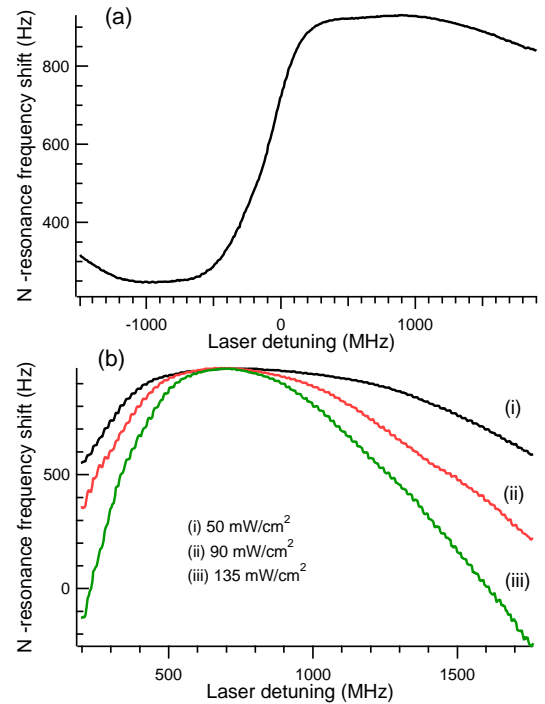 (a)
N -resonance frequency shift (Hz)
800
600
400
-1000 0 1000
Laser detuning (MHz)
(b)
N -resonance frequency shift (Hz)
500
0
(i)
(ii)
(iii)
(i) 50 mW/cm²
(ii) 90 mW/cm²
(iii) 135 mW/cm²
500 1000 1500
Laser detuning (MHz)